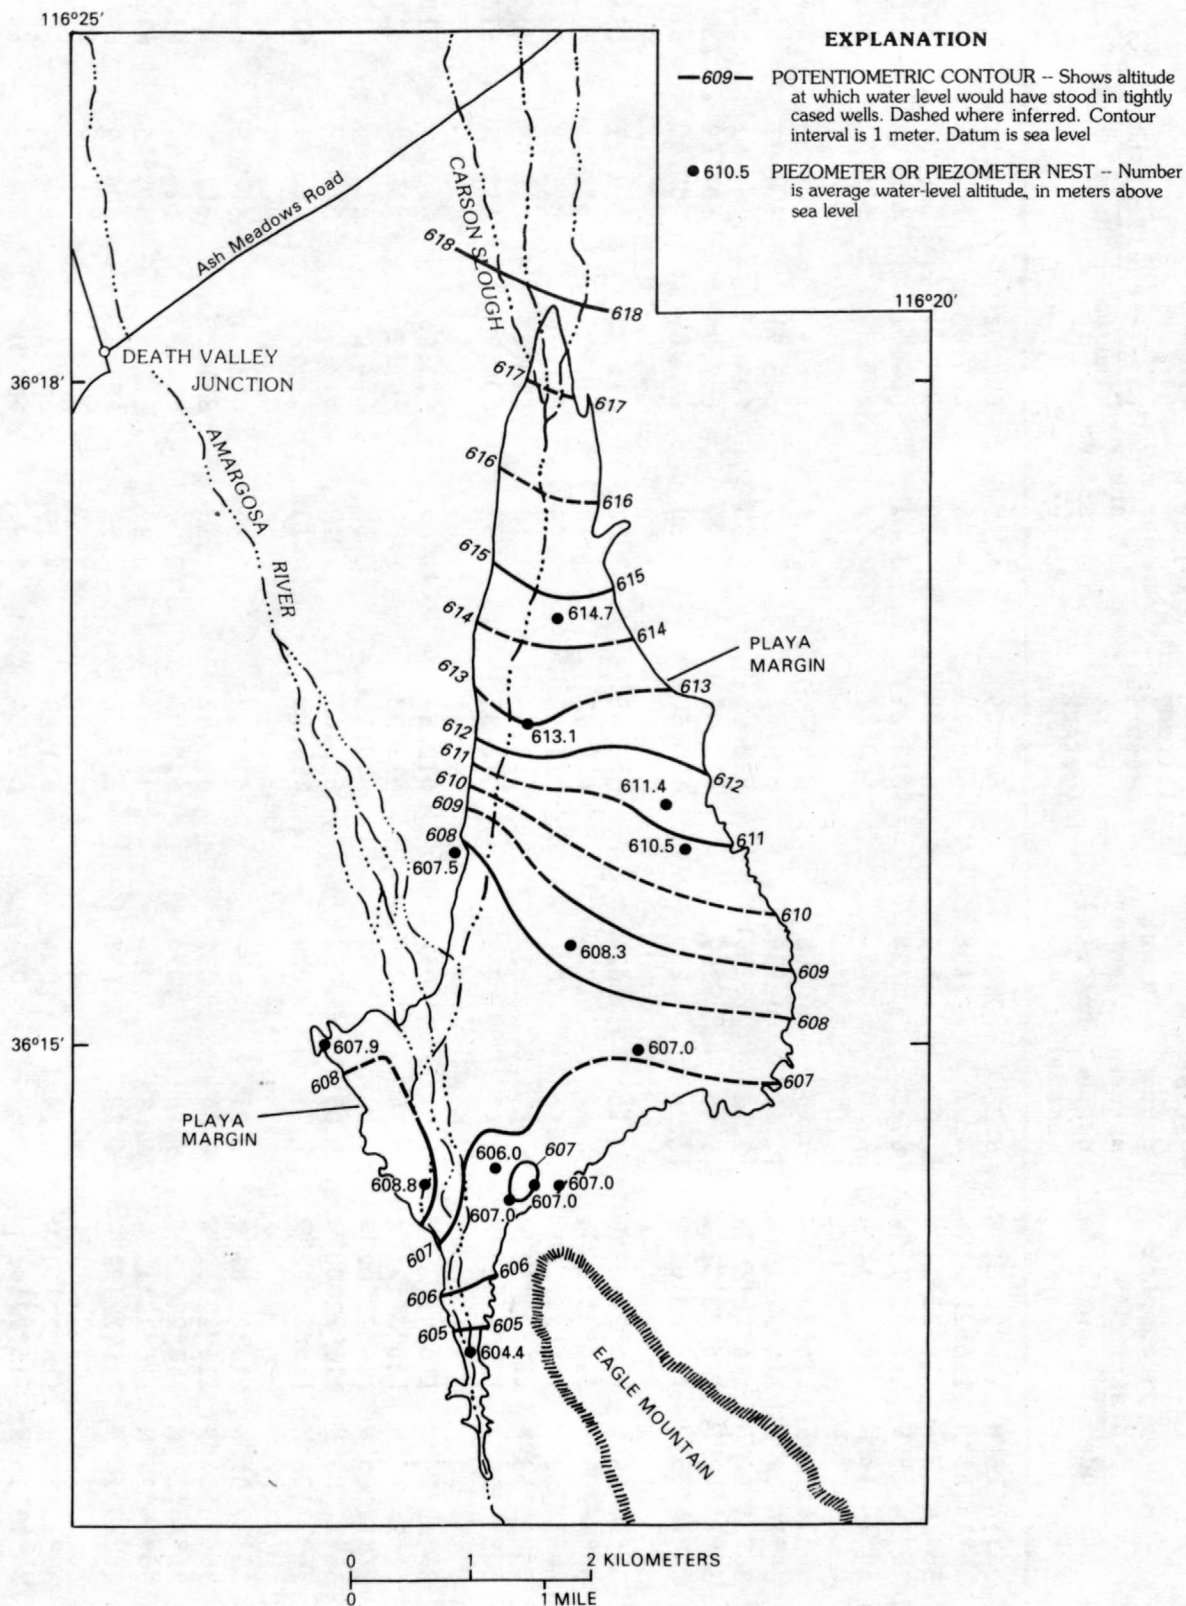 116°25′
EXPLANATION
609 POTENTIOMETRIC CONTOUR -- Shows altitude
at which water level would have stood in tightly
cased wells. Dashed where inferred. Contour
interval is 1 meter. Datum is sea level
610.5 PIEZOMETER OR PIEZOMETER NEST -- Number
is average water-level altitude, in meters above
sea level
CARSON SLOUGH
Ash Meadows Road
618
618
116°20′
DEATH VALLEY
JUNCTION
36°18′
617
617
AMARGOSA
RIVER
616
616
615
615
614.7
614
614
PLAYA
MARGIN
613
613
613.1
612
612
611
611.4
610
609
608
611
610.5
607.5
610
608.3
609
608
36°15′
607.9
607.0
608
607
PLAYA
MARGIN
606.0
607
608.8
607.0
607.0
607.0
607
606
606
605
605
604.4
EAGLE MOUNTAIN
0 1 2 KILOMETERS
0 1 MILE